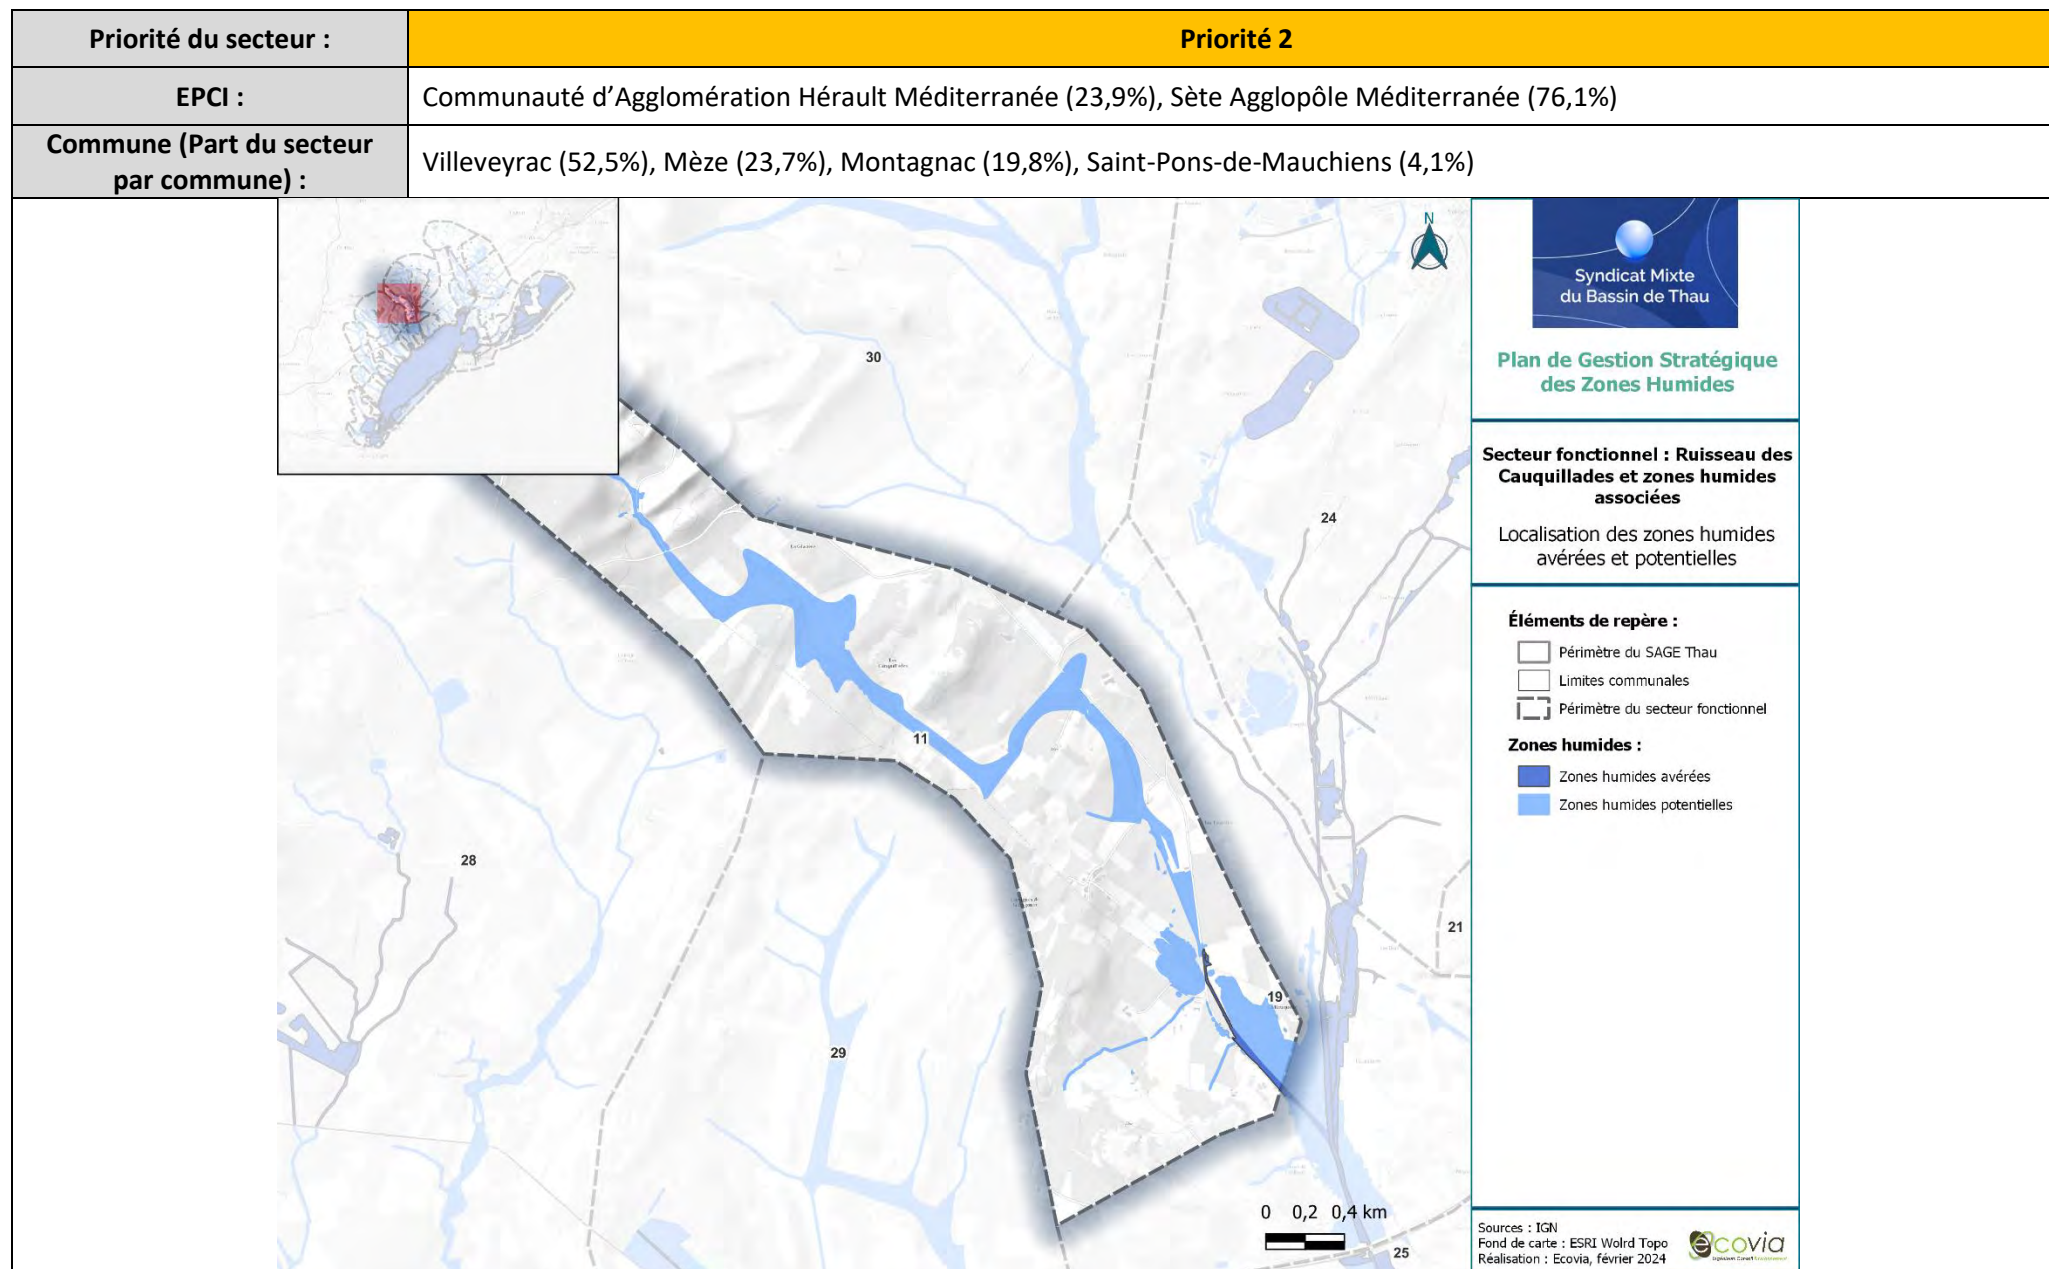 Priorité du secteur :
Priorité 2
EPCI :
Communauté d'Agglomération Hérault Méditerranée (23,9%), Sète Agglopôle Méditerranée (76,1%)
Commune (Part du secteur
par commune) :
Villeveyrac (52,5%), Mèze (23,7%), Montagnac (19,8%), Saint-Pons-de-Mauchiens (4,1%)
N
30
24
11
28
21
19
29
25
0 0,2 0,4 km
Syndicat Mixte
du Bassin de Thau
Plan de Gestion Stratégique
des Zones Humides
Secteur fonctionnel : Ruisseau des
Cauquillades et zones humides
associées
Localisation des zones humides
avérées et potentielles
Éléments de repère :
Périmètre du SAGE Thau
Limites communales
Périmètre du secteur fonctionnel
Zones humides :
Zones humides avérées
Zones humides potentielles
Sources : IGN
Fond de carte : ESRI Wolrd Topo
Réalisation : Ecovia, février 2024
ecovia